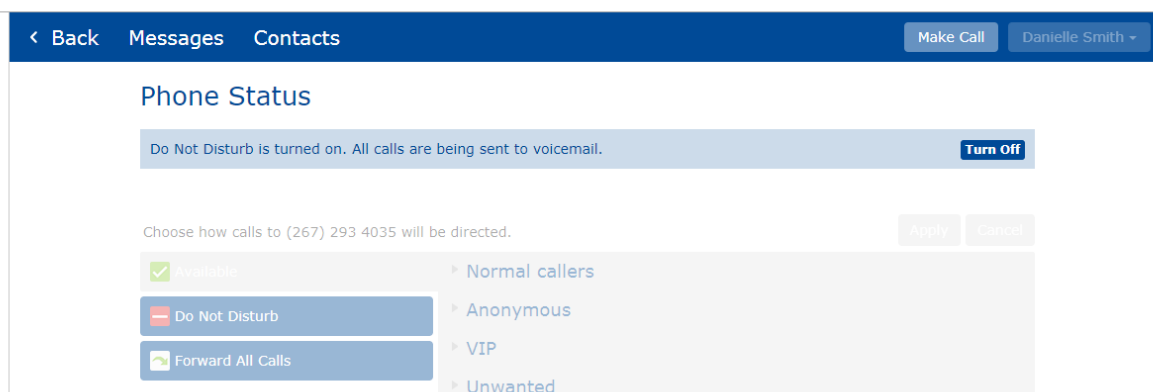 Back Messages Contacts Make Call Danielle Smith
Phone Status
Do Not Disturb is turned on. All calls are being sent to voicemail. Turn Off
Choose how calls to (267) 293 4035 will be directed. Apply Cancel
Available
Normal callers
Do Not Disturb
Anonymous
Forward All Calls
VIP
Unwanted